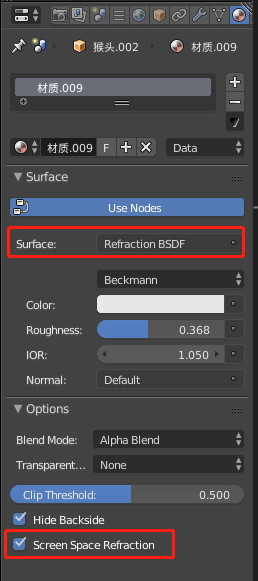 猴头.002 材质.009
材质.009
材质.009 F Data
Surface
Use Nodes
Surface: Refraction BSDF
Beckmann
Color:
Roughness: 0.368
IOR: 1.050
Normal: Default
Options
Blend Mode: Alpha Blend
Transparent... None
Clip Threshold: 0.500
Hide Backside
Screen Space Refraction